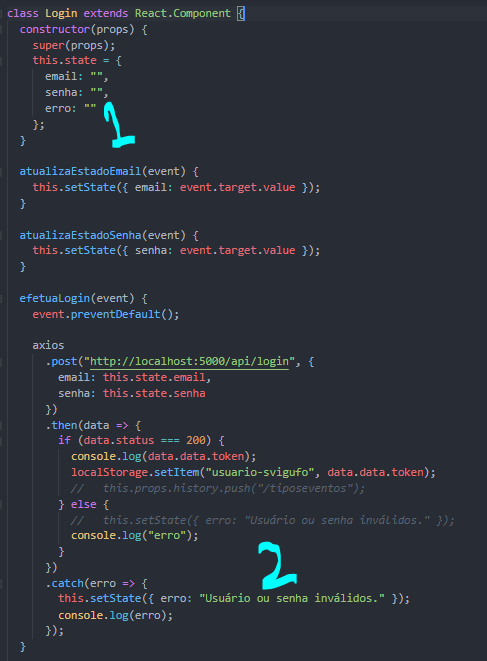 class Login extends React.Component {
constructor(props) {
super(props);
this.state = {
email: "",
senha: "",
erro: ""
1
};
}
atualizaEstadoEmail(event) {
this.setState({ email: event.target.value });
}
atualizaEstadoSenha(event) {
this.setState({ senha: event.target.value });
}
efetuaLogin(event) {
event.preventDefault();
axios
.post("http://localhost:5000/api/login", {
email: this.state.email,
senha: this.state.senha
})
.then(data => {
if (data.status === 200) {
console.log(data.data.token);
localStorage.setItem("usuario-svigufo", data.data.token);
//   this.props.history.push("/tiposeventos");
} else {
//   this.setState({ erro: "Usuário ou senha inválidos." });
console.log("erro");
}
})
2
.catch(erro => {
this.setState({ erro: "Usuário ou senha inválidos." });
console.log(erro);
});
}